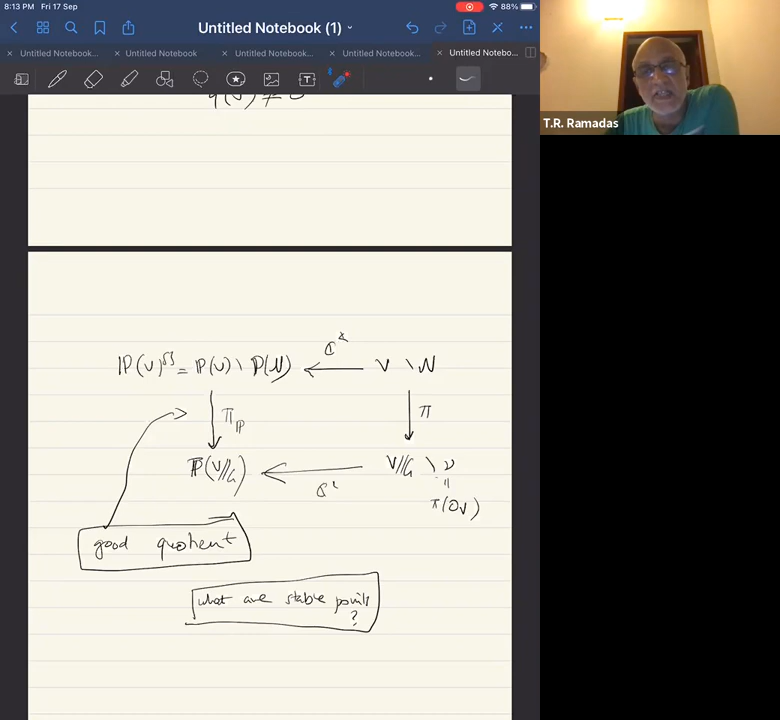 8:13 PM Fri 17 Sep
88%
Untitled Notebook (1)
Untitled Notebook...
Untitled Notebook
Untitled Notebook...
Untitled Notebook...
Untitled Notebo...
T.R. Ramadas
q(v) ≠ 0
ℙ(V)^{SS} = ℙ(V) \ ℙ(N) ← ℂ* V \ N
π_ℙ π
ℙ(V//G) ← ℂ* V//G \ ν
=
π(0_V)
good quotient
what are stable points
?